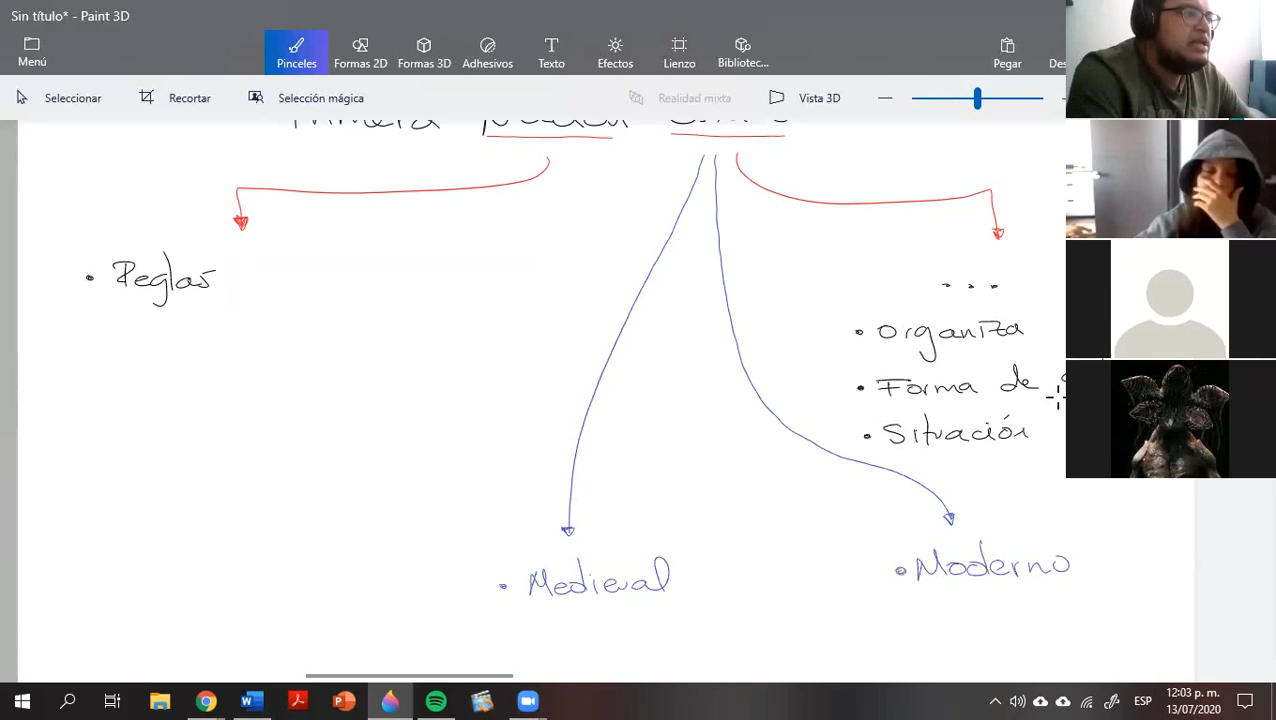 Sin título* - Paint 3D
Menú
Pinceles
Formas 2D
Formas 3D
Adhesivos
Texto
Efectos
Lienzo
Bibliotec...
Pegar
Seleccionar
Recortar
Selección mágica
Realidad mixta
Vista 3D
Primera
• Reglas
...
• Organiza
• Forma de
• Situación
• Medieval
• Moderno
ESP
12:03 p. m.
13/07/2020